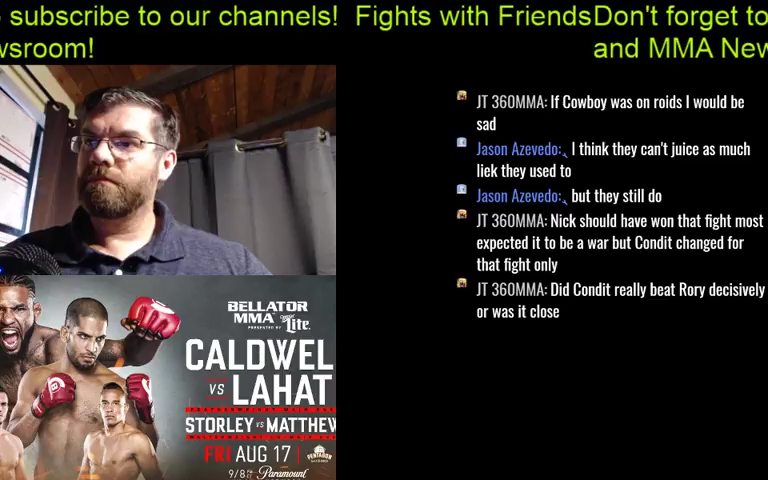 subscribe to our channels!  Fights with FriendsDon't forget to
wsroom!  and MMA New
JT 360MMA: If Cowboy was on roids I would be
sad
Jason Azevedo: I think they can't juice as much
liek they used to
Jason Azevedo: but they still do
JT 360MMA: Nick should have won that fight most
expected it to be a war but Condit changed for
that fight only
JT 360MMA: Did Condit really beat Rory decisively
or was it close
BELLATOR
MMA
PRESENTED BY Miller Lite
CALDWEL
VS LAHAT
STORLEY VS MATTHEW
FRI AUG 17
9/8 Paramount